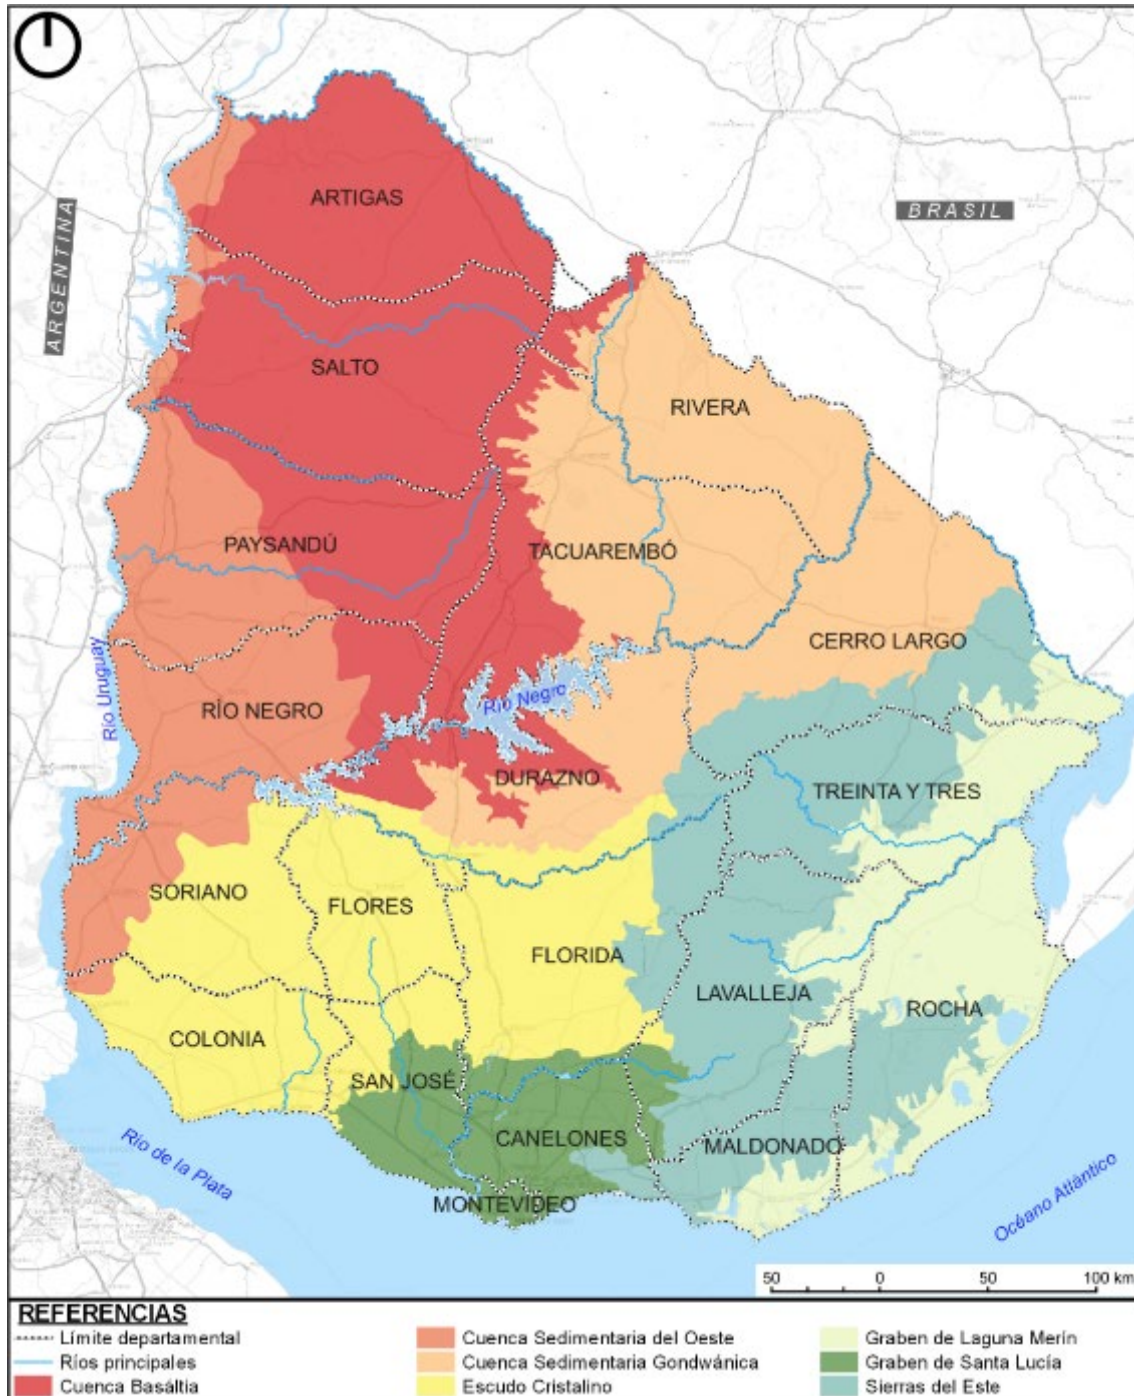 ARTIGAS
BRASIL
ARGENTINA
SALTO
RIVERA
PAYSANDÚ
TACUAREMBÓ
CERRO LARGO
Río Uruguay
Río Negro
RÍO NEGRO
DURAZNO
TREINTA Y TRES
SORIANO
FLORES
FLORIDA
LAVALLEJA
ROCHA
COLONIA
SAN JOSÉ
CANELONES
MALDONADO
Río de la Plata
MONTEVIDEO
Océano Atlántico
50 0 50 100 km
REFERENCIAS
Límite departamental
Ríos principales
Cuenca Basáltia
Cuenca Sedimentaria del Oeste
Cuenca Sedimentaria Gondwánica
Escudo Cristalino
Graben de Laguna Merín
Graben de Santa Lucía
Sierras del Este